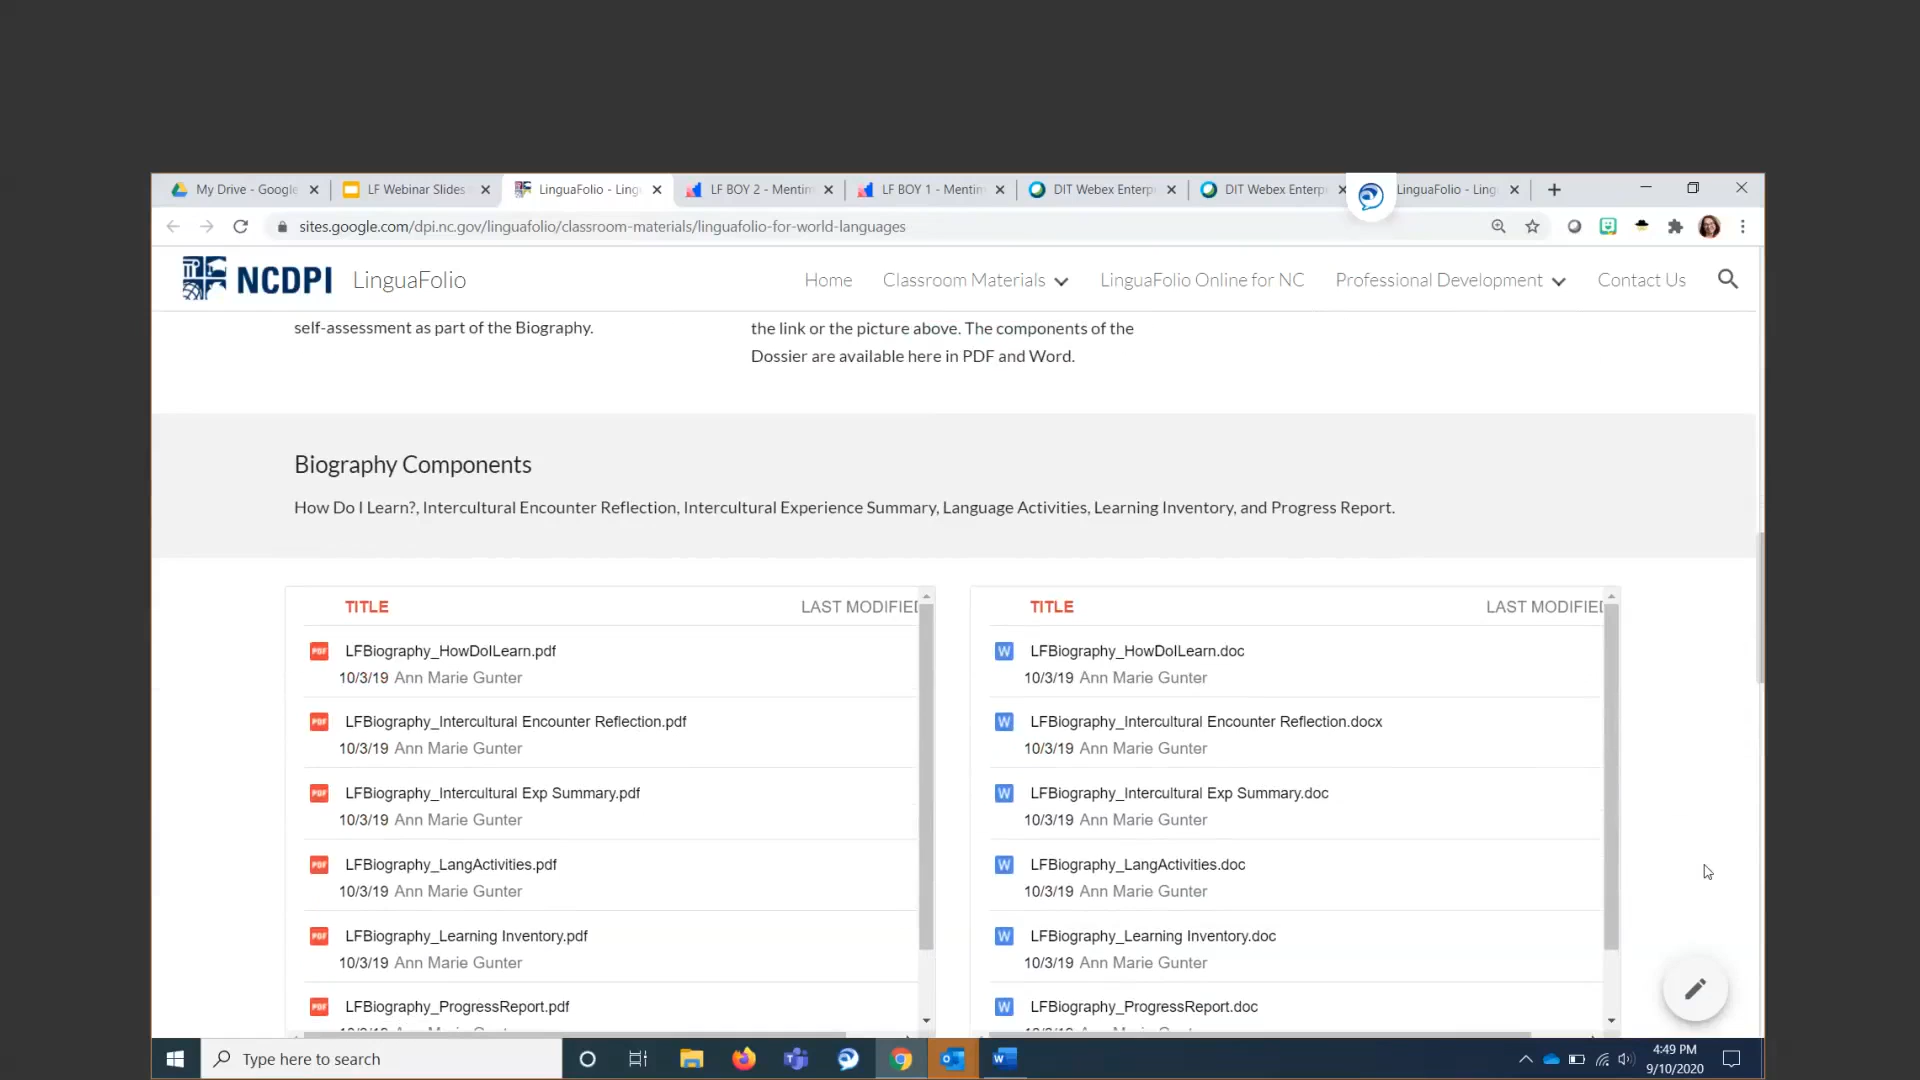 My Drive - Google
LF Webinar Slides
LinguaFolio - Ling
LF BOY 2 - Mentim
LF BOY 1 - Mentim
DIT Webex Enterp
DIT Webex Enterp
LinguaFolio - Ling
sites.google.com/dpi.nc.gov/linguafolio/classroom-materials/linguafolio-for-world-languages
NCDPI LinguaFolio
Home Classroom Materials LinguaFolio Online for NC Professional Development Contact Us
self-assessment as part of the Biography.
the link or the picture above. The components of the
Dossier are available here in PDF and Word.
Biography Components
How Do I Learn?, Intercultural Encounter Reflection, Intercultural Experience Summary, Language Activities, Learning Inventory, and Progress Report.
TITLE LAST MODIFIED
LFBiography_HowDoILearn.pdf
10/3/19 Ann Marie Gunter
LFBiography_Intercultural Encounter Reflection.pdf
10/3/19 Ann Marie Gunter
LFBiography_Intercultural Exp Summary.pdf
10/3/19 Ann Marie Gunter
LFBiography_LangActivities.pdf
10/3/19 Ann Marie Gunter
LFBiography_Learning Inventory.pdf
10/3/19 Ann Marie Gunter
LFBiography_ProgressReport.pdf
TITLE LAST MODIFIED
LFBiography_HowDoILearn.doc
10/3/19 Ann Marie Gunter
LFBiography_Intercultural Encounter Reflection.docx
10/3/19 Ann Marie Gunter
LFBiography_Intercultural Exp Summary.doc
10/3/19 Ann Marie Gunter
LFBiography_LangActivities.doc
10/3/19 Ann Marie Gunter
LFBiography_Learning Inventory.doc
10/3/19 Ann Marie Gunter
LFBiography_ProgressReport.doc
Type here to search
4:49 PM
9/10/2020